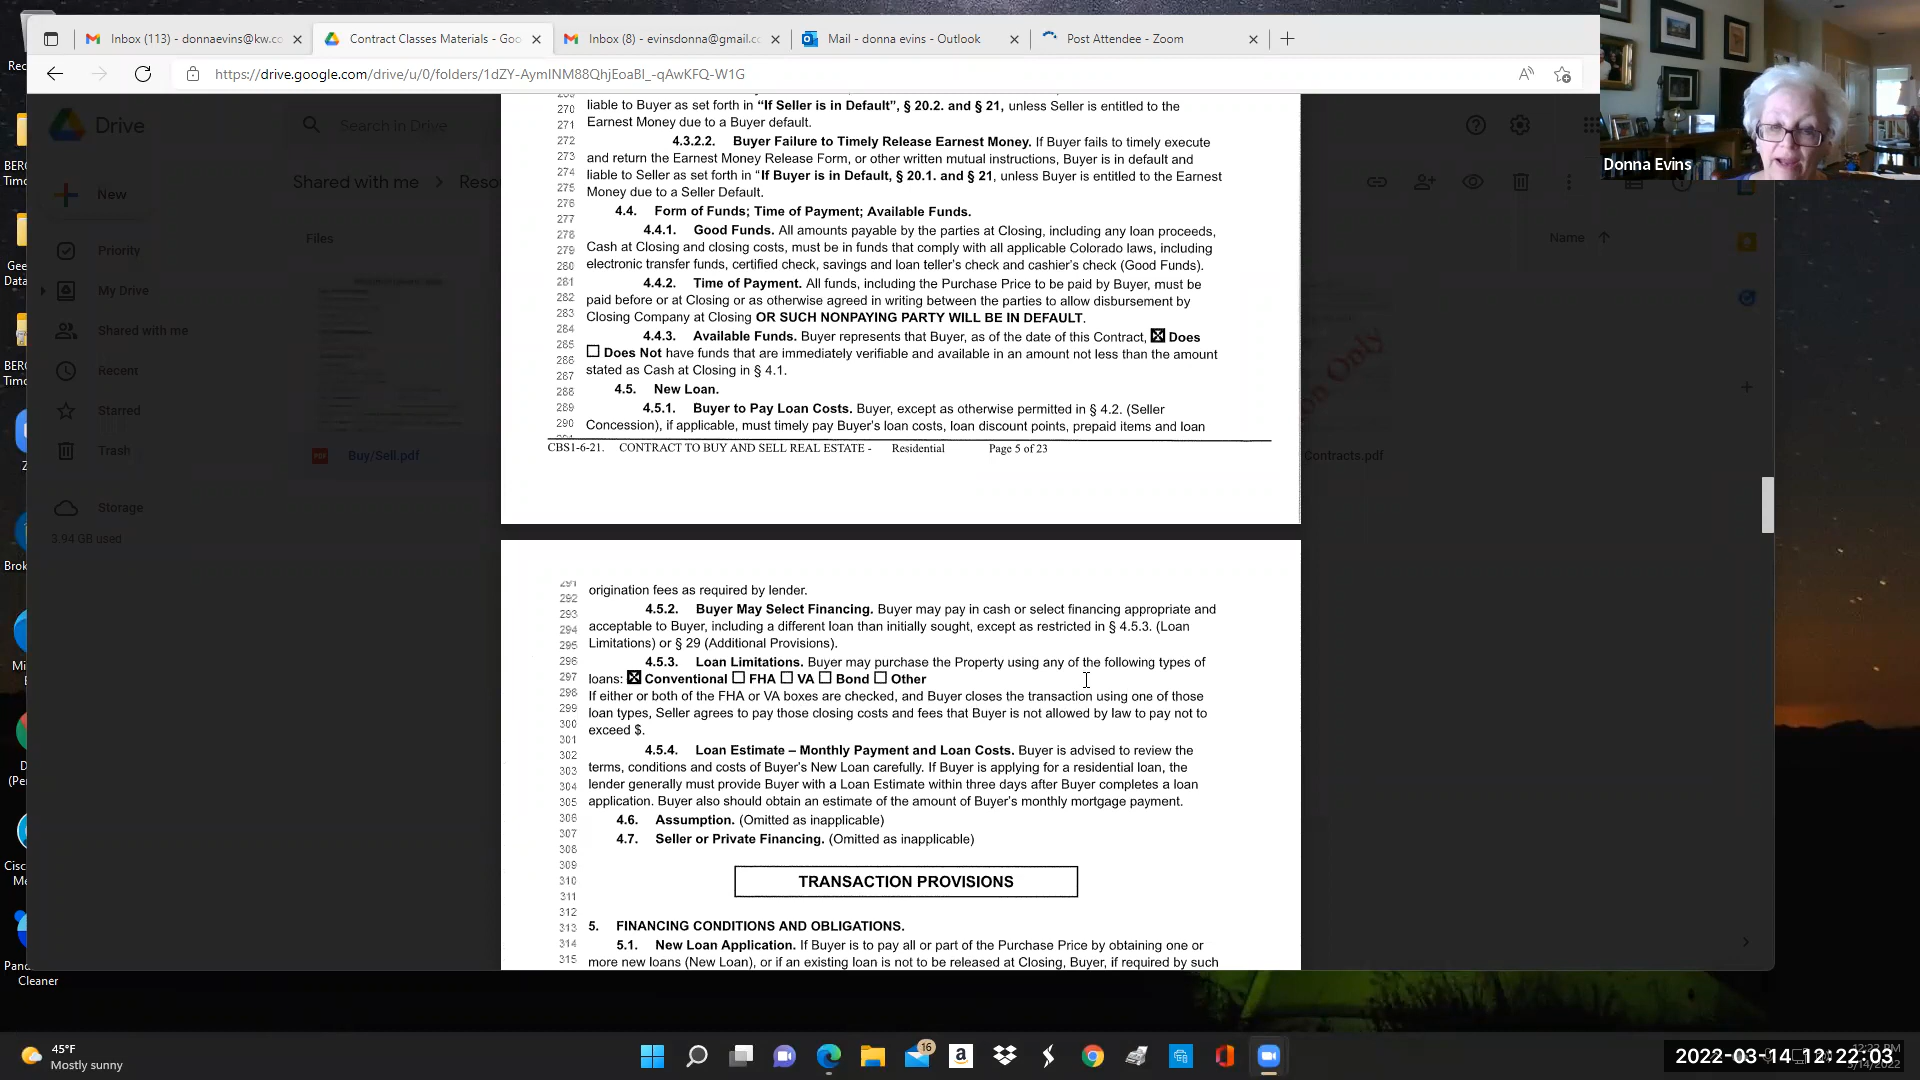 Inbox (113) - donnaevins@kw.co
Contract Classes Materials - Goo
Inbox (8) - evinsdonna@gmail.co
Mail - donna evins - Outlook
Post Attendee - Zoom
https://drive.google.com/drive/u/0/folders/1dZY-AymINM88QhjEoaBl_-qAwKFQ-W1G
Donna Evins
Drive
Search in Drive
New
Shared with me
Priority
Files
Name
My Drive
Shared with me
Recent
Starred
Trash
Buy/Sell.pdf
Contracts.pdf
Storage
3.94 GB used
270 liable to Buyer as set forth in “If Seller is in Default”, § 20.2. and § 21, unless Seller is entitled to the
271 Earnest Money due to a Buyer default.
272 4.3.2.2. Buyer Failure to Timely Release Earnest Money. If Buyer fails to timely execute
273 and return the Earnest Money Release Form, or other written mutual instructions, Buyer is in default and
274 liable to Seller as set forth in “If Buyer is in Default, § 20.1. and § 21, unless Buyer is entitled to the Earnest
275 Money due to a Seller Default.
276 4.4. Form of Funds; Time of Payment; Available Funds.
277
278 4.4.1. Good Funds. All amounts payable by the parties at Closing, including any loan proceeds,
279 Cash at Closing and closing costs, must be in funds that comply with all applicable Colorado laws, including
280 electronic transfer funds, certified check, savings and loan teller’s check and cashier’s check (Good Funds).
281 4.4.2. Time of Payment. All funds, including the Purchase Price to be paid by Buyer, must be
282 paid before or at Closing or as otherwise agreed in writing between the parties to allow disbursement by
283 Closing Company at Closing OR SUCH NONPAYING PARTY WILL BE IN DEFAULT.
284 4.4.3. Available Funds. Buyer represents that Buyer, as of the date of this Contract, ☒ Does
285
286 ☐ Does Not have funds that are immediately verifiable and available in an amount not less than the amount
287 stated as Cash at Closing in § 4.1.
288 4.5. New Loan.
289 4.5.1. Buyer to Pay Loan Costs. Buyer, except as otherwise permitted in § 4.2. (Seller
290 Concession), if applicable, must timely pay Buyer’s loan costs, loan discount points, prepaid items and loan
CBS1-6-21. CONTRACT TO BUY AND SELL REAL ESTATE - Residential Page 5 of 23
291 origination fees as required by lender.
292
293 4.5.2. Buyer May Select Financing. Buyer may pay in cash or select financing appropriate and
294 acceptable to Buyer, including a different loan than initially sought, except as restricted in § 4.5.3. (Loan
295 Limitations) or § 29 (Additional Provisions).
296 4.5.3. Loan Limitations. Buyer may purchase the Property using any of the following types of
297 loans: ☒ Conventional ☐ FHA ☐ VA ☐ Bond ☐ Other
298 If either or both of the FHA or VA boxes are checked, and Buyer closes the transaction using one of those
299 loan types, Seller agrees to pay those closing costs and fees that Buyer is not allowed by law to pay not to
300 exceed $.
301
302 4.5.4. Loan Estimate – Monthly Payment and Loan Costs. Buyer is advised to review the
303 terms, conditions and costs of Buyer’s New Loan carefully. If Buyer is applying for a residential loan, the
304 lender generally must provide Buyer with a Loan Estimate within three days after Buyer completes a loan
305 application. Buyer also should obtain an estimate of the amount of Buyer’s monthly mortgage payment.
306 4.6. Assumption. (Omitted as inapplicable)
307 4.7. Seller or Private Financing. (Omitted as inapplicable)
308
309
310 TRANSACTION PROVISIONS
311
312
313 5. FINANCING CONDITIONS AND OBLIGATIONS.
314 5.1. New Loan Application. If Buyer is to pay all or part of the Purchase Price by obtaining one or
315 more new loans (New Loan), or if an existing loan is not to be released at Closing, Buyer, if required by such
Cleaner
45°F
Mostly sunny
16
2022-03-14 12:22:03